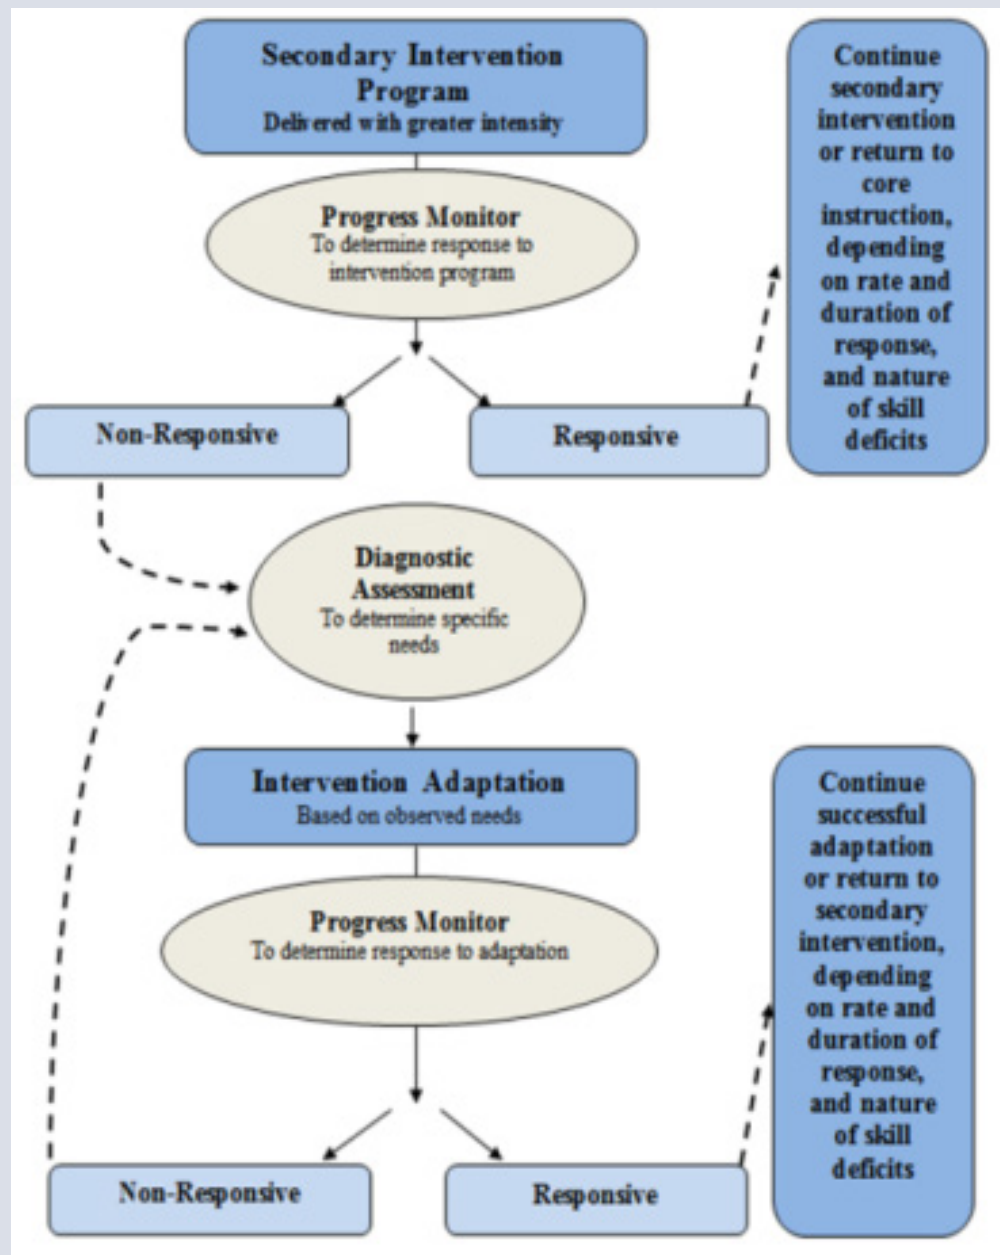 Secondary Intervention
Program
Delivered with greater intensity
Progress Monitor
To determine response to
intervention program
Non-Responsive
Responsive
Continue
secondary
intervention
or return to
core
instruction,
depending
on rate and
duration of
response,
and nature
of skill
deficits
Diagnostic
Assessment
To determine specific
needs
Intervention Adaptation
Based on observed needs
Progress Monitor
To determine response to adaptation
Non-Responsive
Responsive
Continue
successful
adaptation
or return to
secondary
intervention,
depending
on rate and
duration of
response,
and nature
of skill
deficits